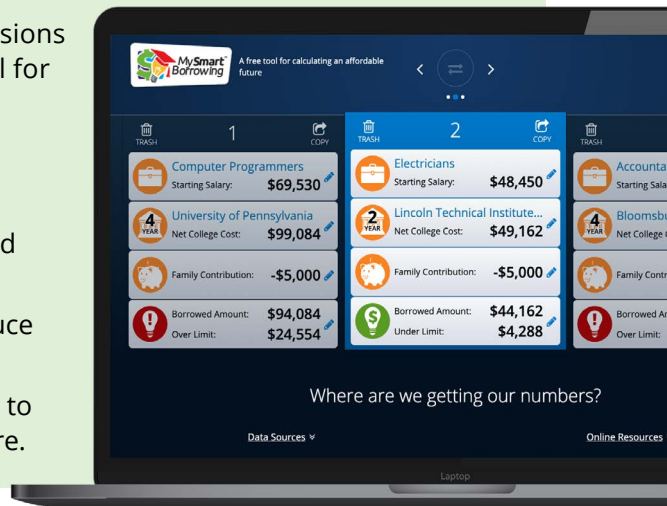 sions
l for
d
uce
to
re.
MySmart
Borrowing
A free tool for calculating an affordable
future
TRASH
1
COPY
Computer Programmers
Starting Salary: $69,530
4
YEAR
University of Pennsylvania
Net College Cost: $99,084
Family Contribution: -$5,000
Borrowed Amount: $94,084
Over Limit: $24,554
TRASH
2
COPY
Electricians
Starting Salary: $48,450
2
YEAR
Lincoln Technical Institute...
Net College Cost: $49,162
Family Contribution: -$5,000
$
Borrowed Amount: $44,162
Under Limit: $4,288
TRASH
Accounta
Starting Sala
4
YEAR
Bloomsbu
Net College C
Family Contr
Borrowed Am
Over Limit:
Where are we getting our numbers?
Data Sources
Online Resources
Laptop